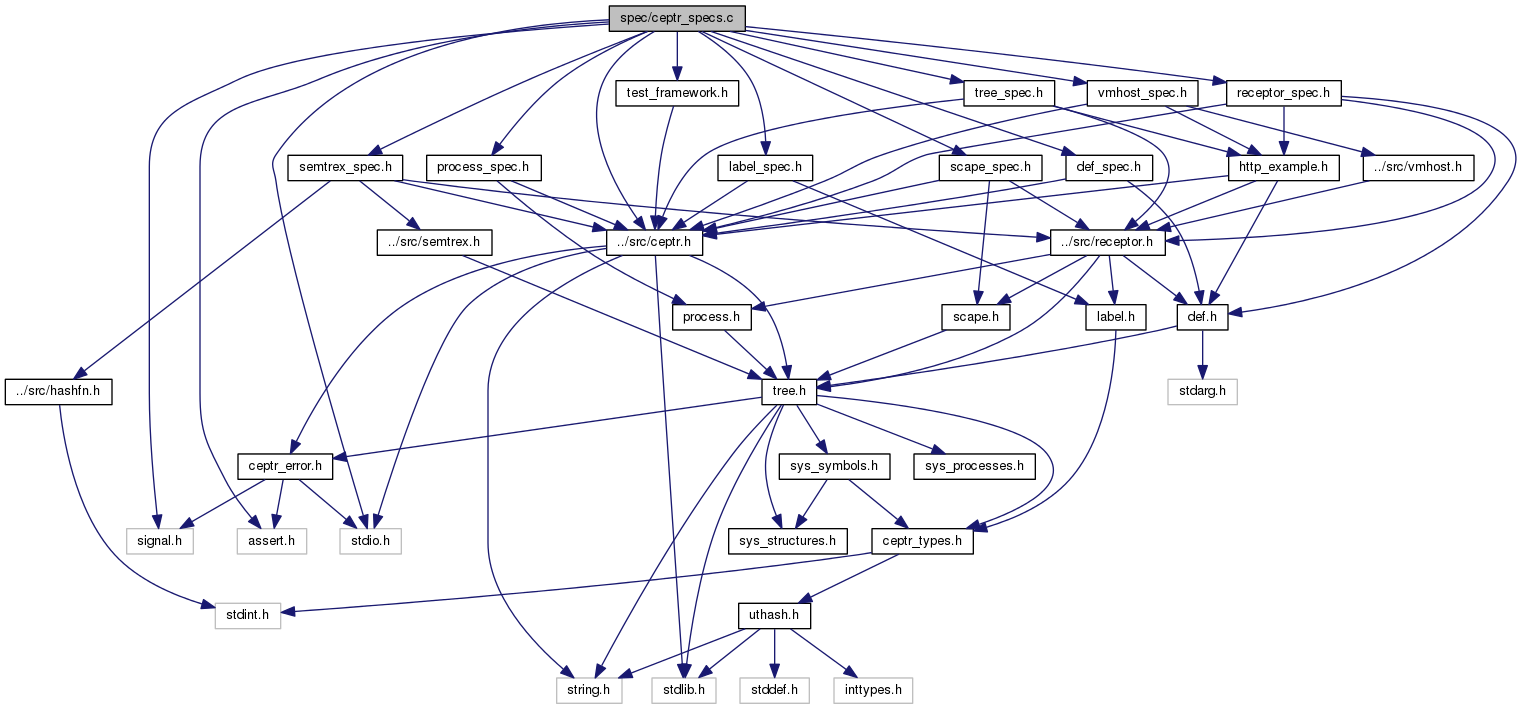 spec/ceptr_specs.c
test_framework.h
tree_spec.h
vmhost_spec.h
receptor_spec.h
semtrex_spec.h
process_spec.h
label_spec.h
scape_spec.h
def_spec.h
http_example.h
../src/vmhost.h
../src/semtrex.h
../src/ceptr.h
../src/receptor.h
process.h
scape.h
label.h
def.h
../src/hashfn.h
tree.h
stdarg.h
ceptr_error.h
sys_symbols.h
sys_processes.h
signal.h
assert.h
stdio.h
sys_structures.h
ceptr_types.h
stdint.h
uthash.h
string.h
stdlib.h
stddef.h
inttypes.h